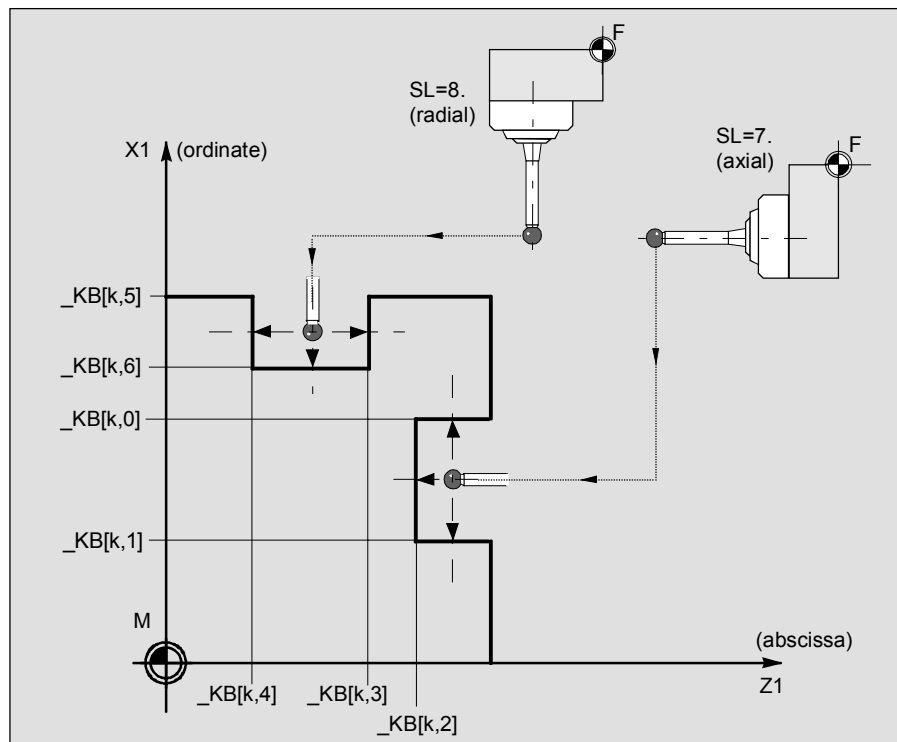 F
SL=8.
(radial)
SL=7.
(axial)
F
X1 (ordinate)
_KB[k,5]
_KB[k,6]
_KB[k,0]
_KB[k,1]
M
(abscissa)
Z1
_KB[k,4]
_KB[k,3]
_KB[k,2]